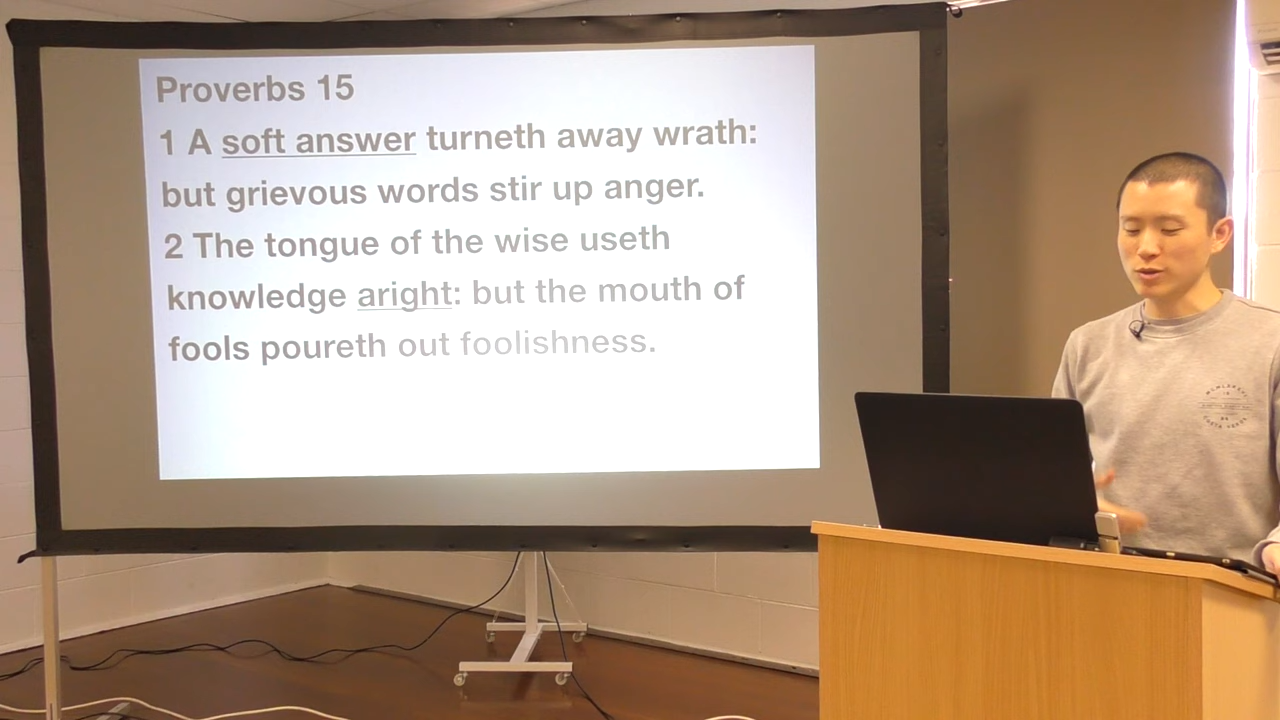 Proverbs 15
1 A soft answer turneth away wrath:
but grievous words stir up anger.
2 The tongue of the wise useth
knowledge aright: but the mouth of
fools poureth out foolishness.